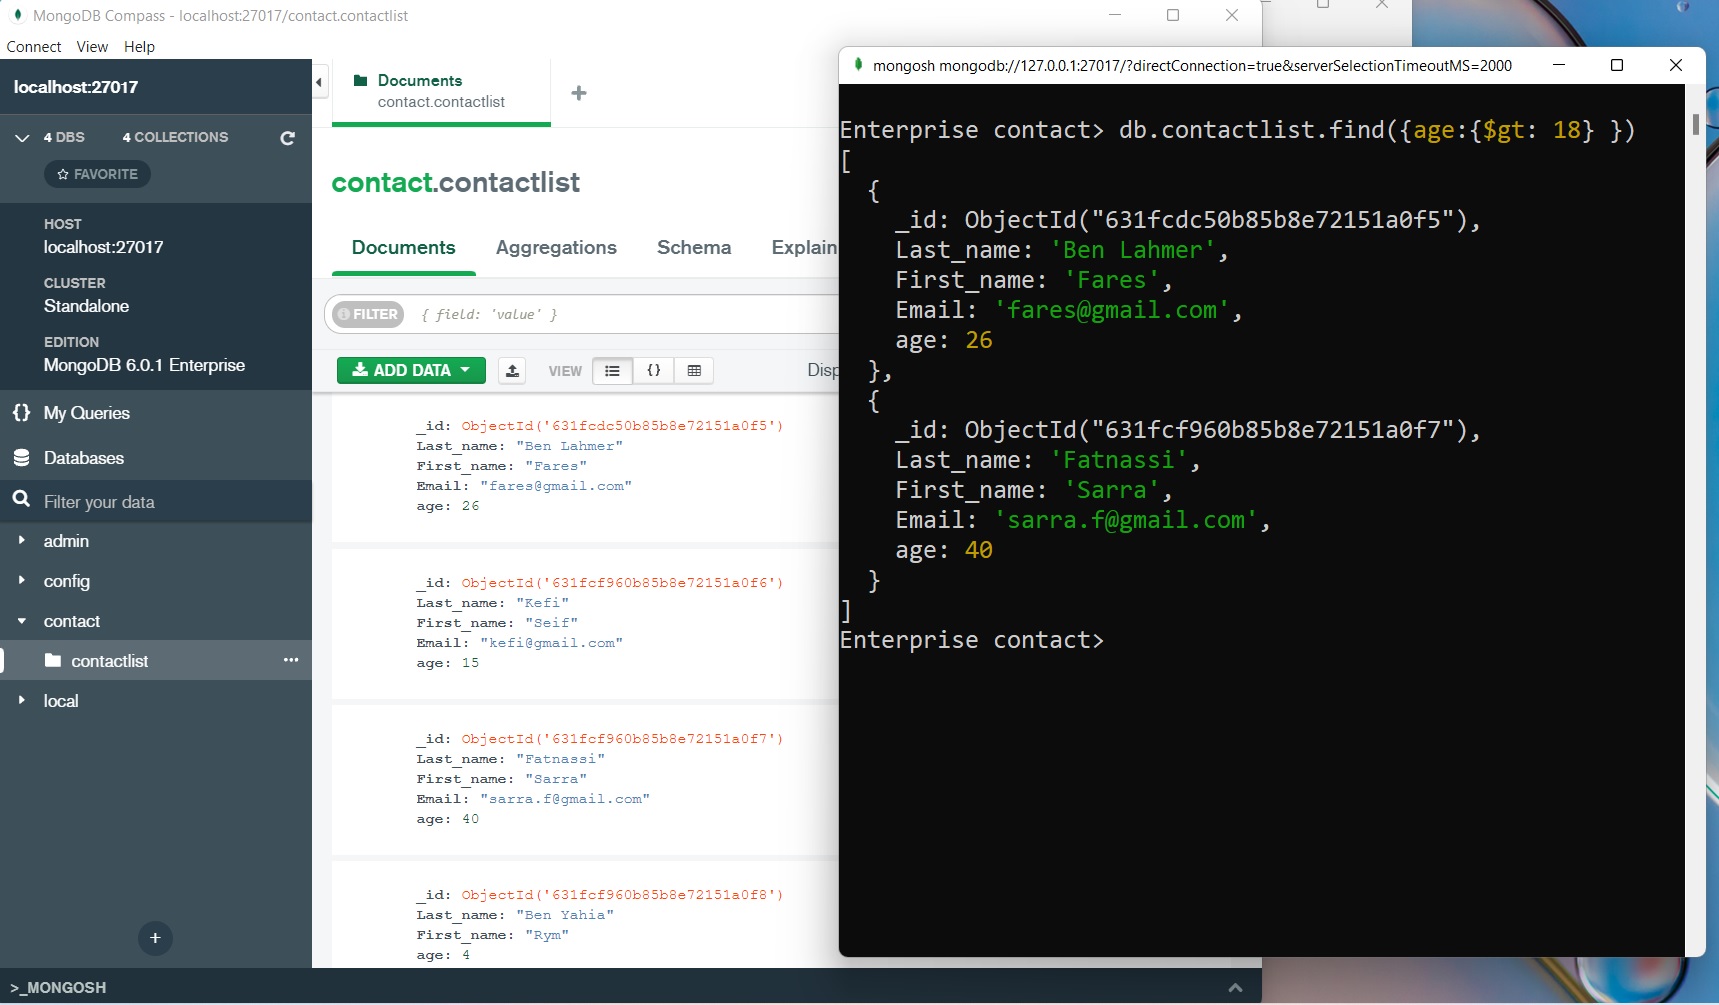 MongoDB Compass - localhost:27017/contact.contactlist
Connect View Help
localhost:27017
4 DBS 4 COLLECTIONS
FAVORITE
HOST
localhost:27017
CLUSTER
Standalone
EDITION
MongoDB 6.0.1 Enterprise
{} My Queries
Databases
Filter your data
admin
config
contact
contactlist
local
+
>_MONGOSH
Documents
contact.contactlist
+
contact.contactlist
Documents Aggregations Schema Explain
FILTER { field: 'value' }
ADD DATA VIEW {} Disp
_id: ObjectId('631fcdc50b85b8e72151a0f5')
Last_name: "Ben Lahmer"
First_name: "Fares"
Email: "fares@gmail.com"
age: 26
_id: ObjectId('631fcf960b85b8e72151a0f6')
Last_name: "Kefi"
First_name: "Seif"
Email: "kefi@gmail.com"
age: 15
_id: ObjectId('631fcf960b85b8e72151a0f7')
Last_name: "Fatnassi"
First_name: "Sarra"
Email: "sarra.f@gmail.com"
age: 40
_id: ObjectId('631fcf960b85b8e72151a0f8')
Last_name: "Ben Yahia"
First_name: "Rym"
age: 4
mongosh mongodb://127.0.0.1:27017/?directConnection=true&serverSelectionTimeoutMS=2000
Enterprise contact> db.contactlist.find({age:{$gt: 18} })
[
{
_id: ObjectId("631fcdc50b85b8e72151a0f5"),
Last_name: 'Ben Lahmer',
First_name: 'Fares',
Email: 'fares@gmail.com',
age: 26
},
{
_id: ObjectId("631fcf960b85b8e72151a0f7"),
Last_name: 'Fatnassi',
First_name: 'Sarra',
Email: 'sarra.f@gmail.com',
age: 40
}
]
Enterprise contact>